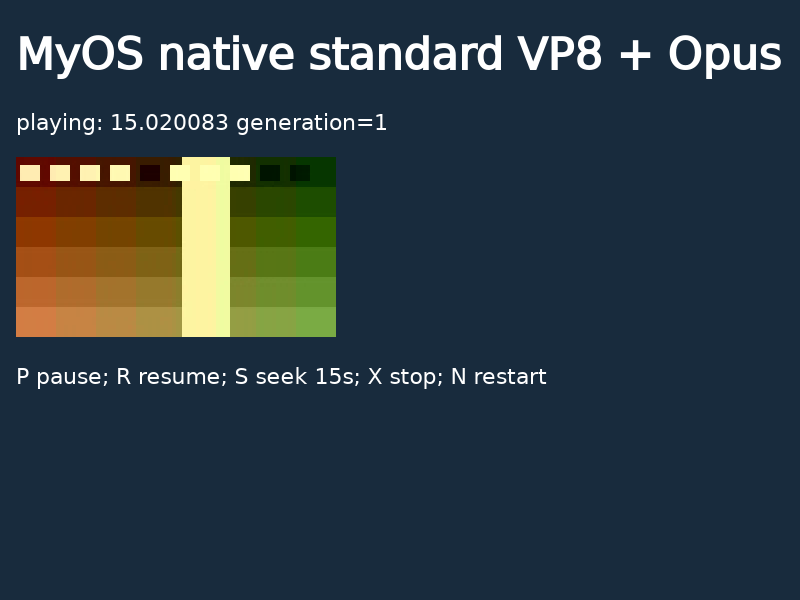 MyOS native standard VP8 + Opus
playing: 15.020083 generation=1
P pause; R resume; S seek 15s; X stop; N restart